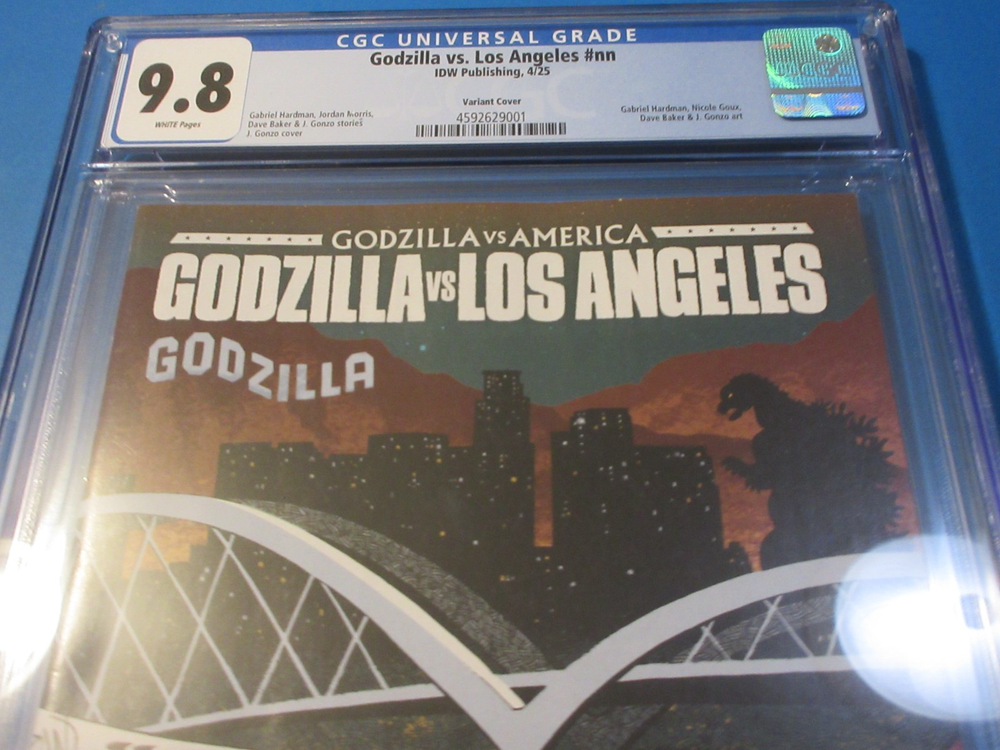 CGC UNIVERSAL GRADE
9.8
WHITE Pages
Godzilla vs. Los Angeles #nn
IDW Publishing, 4/25
Variant Cover
4592629001
Gabriel Hardman, Jordan Morris,
Dave Baker & J. Gonzo stories
J. Gonzo cover
Gabriel Hardman, Nicole Goux,
Dave Baker & J. Gonzo art
GODZILLA VS AMERICA
GODZILLA VS LOS ANGELES
GODZILLA